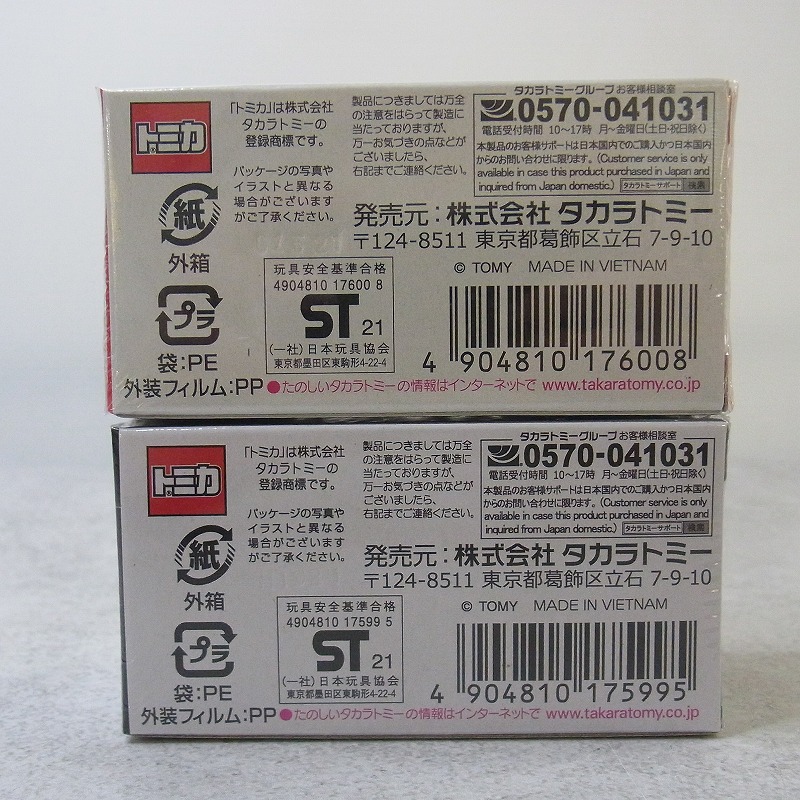 トミカ
「トミカ」は株式会社
タカラトミーの
登録商標です。
パッケージの写真や
イラストと異なる
場合がございます
がご了承ください。
製品につきましては万全
の注意をはらって製造に
当たっておりますが、
万一お気づきの点などが
ございましたら、
右記までご連絡ください。
タカラトミーグループ お客様相談室
0570-041031
電話受付時間 10〜17時 月〜金曜日(土日・祝日除く)
本製品のお客様サポートは日本国内でのご購入かつ日本国内
からのお問い合わせに限ります。(Customer service is only
available in case this product purchased in Japan and
inquired from Japan domestic.) タカラトミーサポート 検索
発売元：株式会社 タカラトミー
〒124-8511 東京都葛飾区立石 7-9-10
© TOMY MADE IN VIETNAM
紙
外箱
プラ
袋:PE
外装フィルム:PP
玩具安全基準合格
4904810 17600 8
ST 21
(一社)日本玩具協会
東京都墨田区東駒形4-22-4
4 904810 176008
●たのしいタカラトミーの情報はインターネットで www.takaratomy.co.jp
トミカ
「トミカ」は株式会社
タカラトミーの
登録商標です。
パッケージの写真や
イラストと異なる
場合がございます
がご了承ください。
製品につきましては万全
の注意をはらって製造に
当たっておりますが、
万一お気づきの点などが
ございましたら、
右記までご連絡ください。
タカラトミーグループ お客様相談室
0570-041031
電話受付時間 10〜17時 月〜金曜日(土日・祝日除く)
本製品のお客様サポートは日本国内でのご購入かつ日本国内
からのお問い合わせに限ります。(Customer service is only
available in case this product purchased in Japan and
inquired from Japan domestic.) タカラトミーサポート 検索
発売元：株式会社 タカラトミー
〒124-8511 東京都葛飾区立石 7-9-10
© TOMY MADE IN VIETNAM
紙
外箱
プラ
袋:PE
外装フィルム:PP
玩具安全基準合格
4904810 17599 5
ST 21
(一社)日本玩具協会
東京都墨田区東駒形4-22-4
4 904810 175995
●たのしいタカラトミーの情報はインターネットで www.takaratomy.co.jp